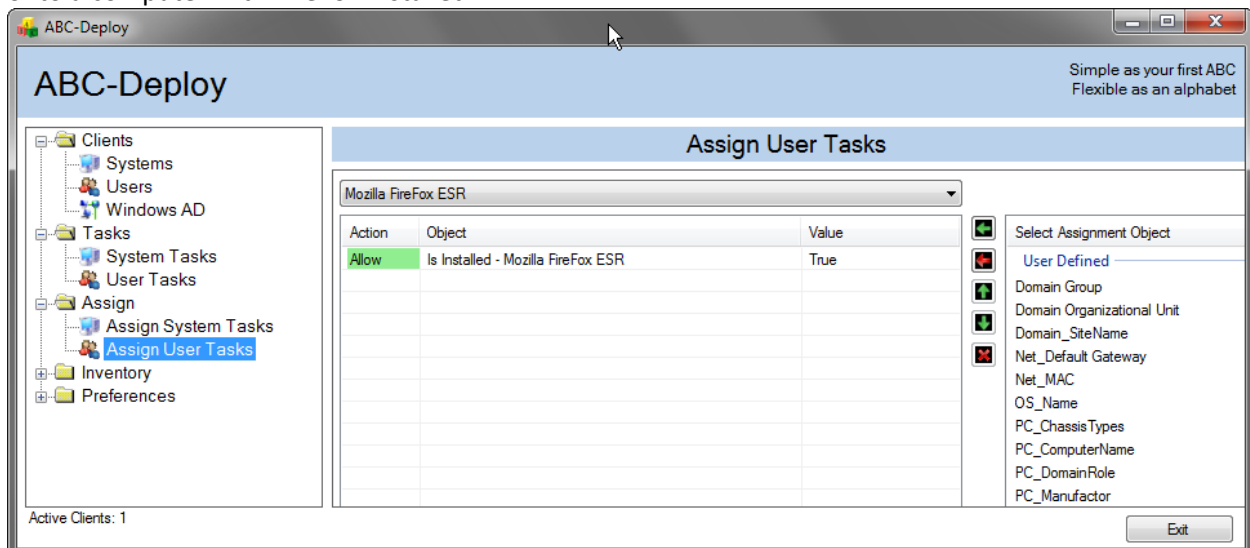 ABC-Deploy
ABC-Deploy
Simple as your first ABC
Flexible as an alphabet
Clients
Systems
Users
Windows AD
Tasks
System Tasks
User Tasks
Assign
Assign System Tasks
Assign User Tasks
Inventory
Preferences
Assign User Tasks
Mozilla FireFox ESR
Action Object Value
Allow Is Installed - Mozilla FireFox ESR True
Select Assignment Object
User Defined
Domain Group
Domain Organizational Unit
Domain_SiteName
Net_Default Gateway
Net_MAC
OS_Name
PC_ChassisTypes
PC_ComputerName
PC_DomainRole
PC_Manufactor
Active Clients: 1
Exit